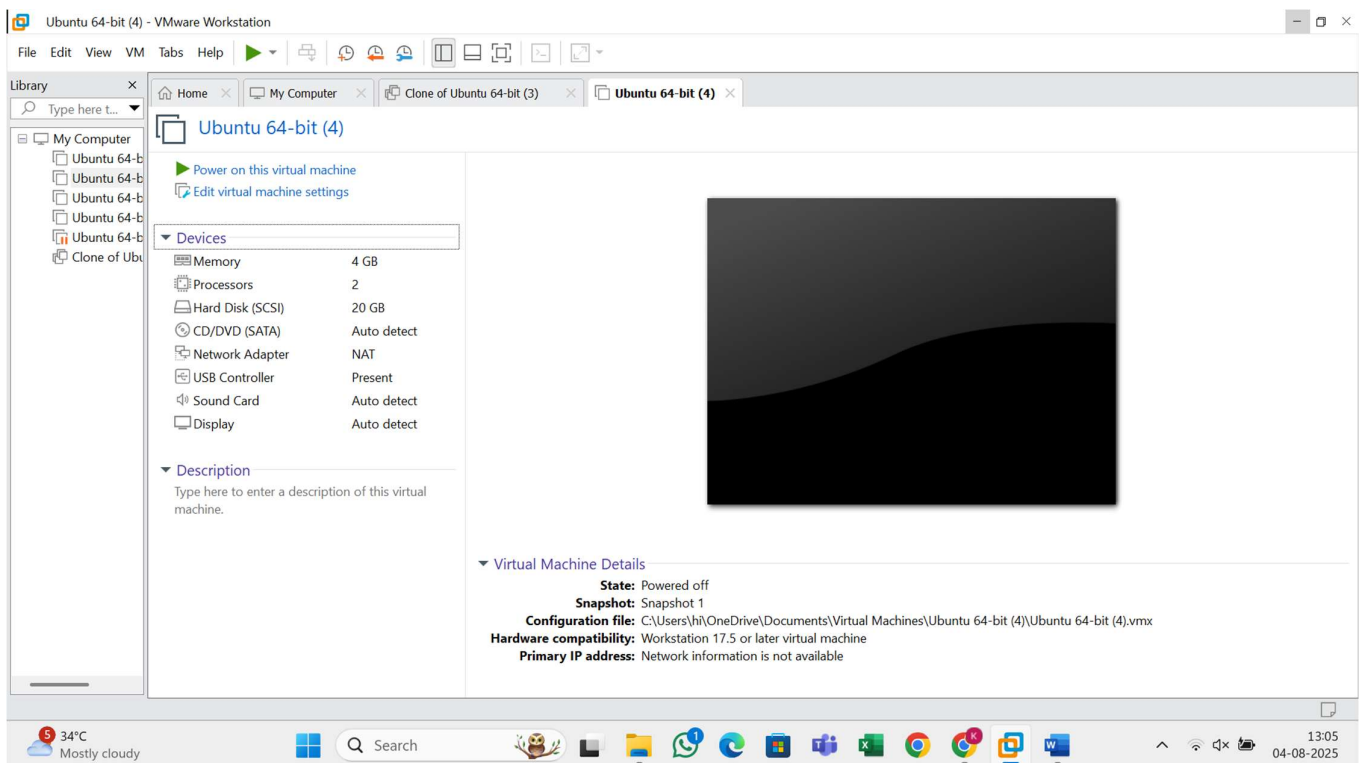 Ubuntu 64-bit (4) - VMware Workstation
File Edit View VM Tabs Help
Library
Type here t...
My Computer
Ubuntu 64-b
Ubuntu 64-b
Ubuntu 64-b
Ubuntu 64-b
Ubuntu 64-b
Clone of Ubu
Home My Computer Clone of Ubuntu 64-bit (3) Ubuntu 64-bit (4)
Ubuntu 64-bit (4)
Power on this virtual machine
Edit virtual machine settings
Devices
Memory 4 GB
Processors 2
Hard Disk (SCSI) 20 GB
CD/DVD (SATA) Auto detect
Network Adapter NAT
USB Controller Present
Sound Card Auto detect
Display Auto detect
Description
Type here to enter a description of this virtual
machine.
Virtual Machine Details
State: Powered off
Snapshot: Snapshot 1
Configuration file: C:\Users\hi\OneDrive\Documents\Virtual Machines\Ubuntu 64-bit (4)\Ubuntu 64-bit (4).vmx
Hardware compatibility: Workstation 17.5 or later virtual machine
Primary IP address: Network information is not available
5 34°C
Mostly cloudy
Search
1
K
13:05
04-08-2025